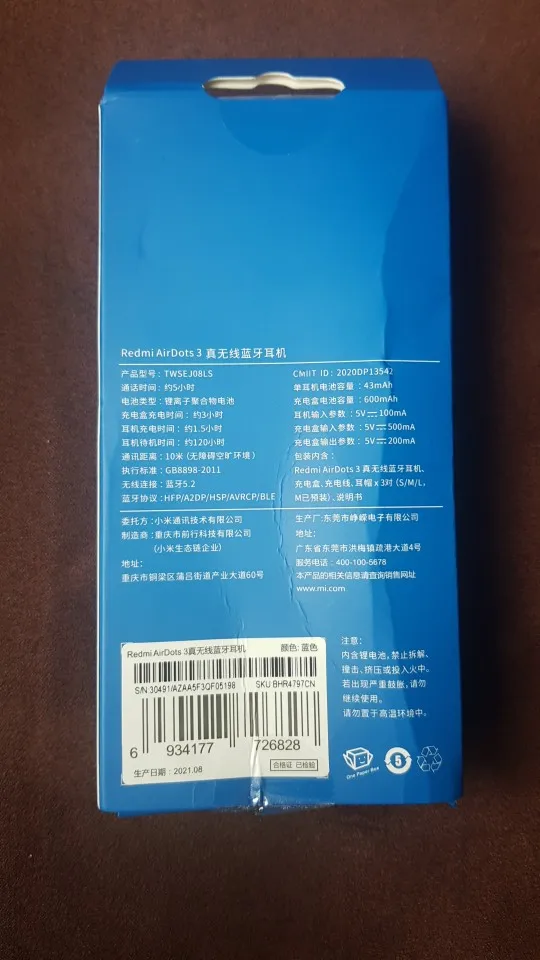 Redmi AirDots 3 真无线蓝牙耳机
产品型号: TWSEJ08LS
通话时间: 约5小时
电池类型: 锂离子聚合物电池
充电盒充电时间: 约3小时
耳机充电时间: 约1.5小时
耳机待机时间: 约120小时
通讯距离: 10米 (无障碍空旷环境)
执行标准: GB8898-2011
无线连接: 蓝牙5.2
蓝牙协议: HFP/A2DP/HSP/AVRCP/BLE
CMIIT ID: 2020DP13542
单耳机电池容量: 43mAh
充电盒电池容量: 600mAh
耳机输入参数: 5V⎓100mA
充电盒输入参数: 5V⎓500mA
充电盒输出参数: 5V⎓200mA
包装内含:
Redmi AirDots 3 真无线蓝牙耳机、
充电盒、充电线、耳帽 x 3对 (S/M/L,
M已预装)、说明书
委托方: 小米通讯技术有限公司
制造商: 重庆市前行科技有限公司
(小米生态链企业)
地址:
重庆市铜梁区蒲吕街道产业大道60号
生产厂: 东莞市峥嵘电子有限公司
地址:
广东省东莞市洪梅镇疏港大道4号
服务电话: 400-100-5678
本产品的相关信息请查询销售网址
www.mi.com
Redmi AirDots 3真无线蓝牙耳机 颜色: 蓝色
S/N:30491/AZAA5F3QF05198 SKU:BHR4797CN
6 934177 726828
生产日期: 2021.08 合格证 已检验
注意:
内含锂电池, 禁止拆解、
撞击、挤压或投入火中。
若出现严重鼓胀, 请勿
继续使用。
请勿置于高温环境中。
One Paper Box
5